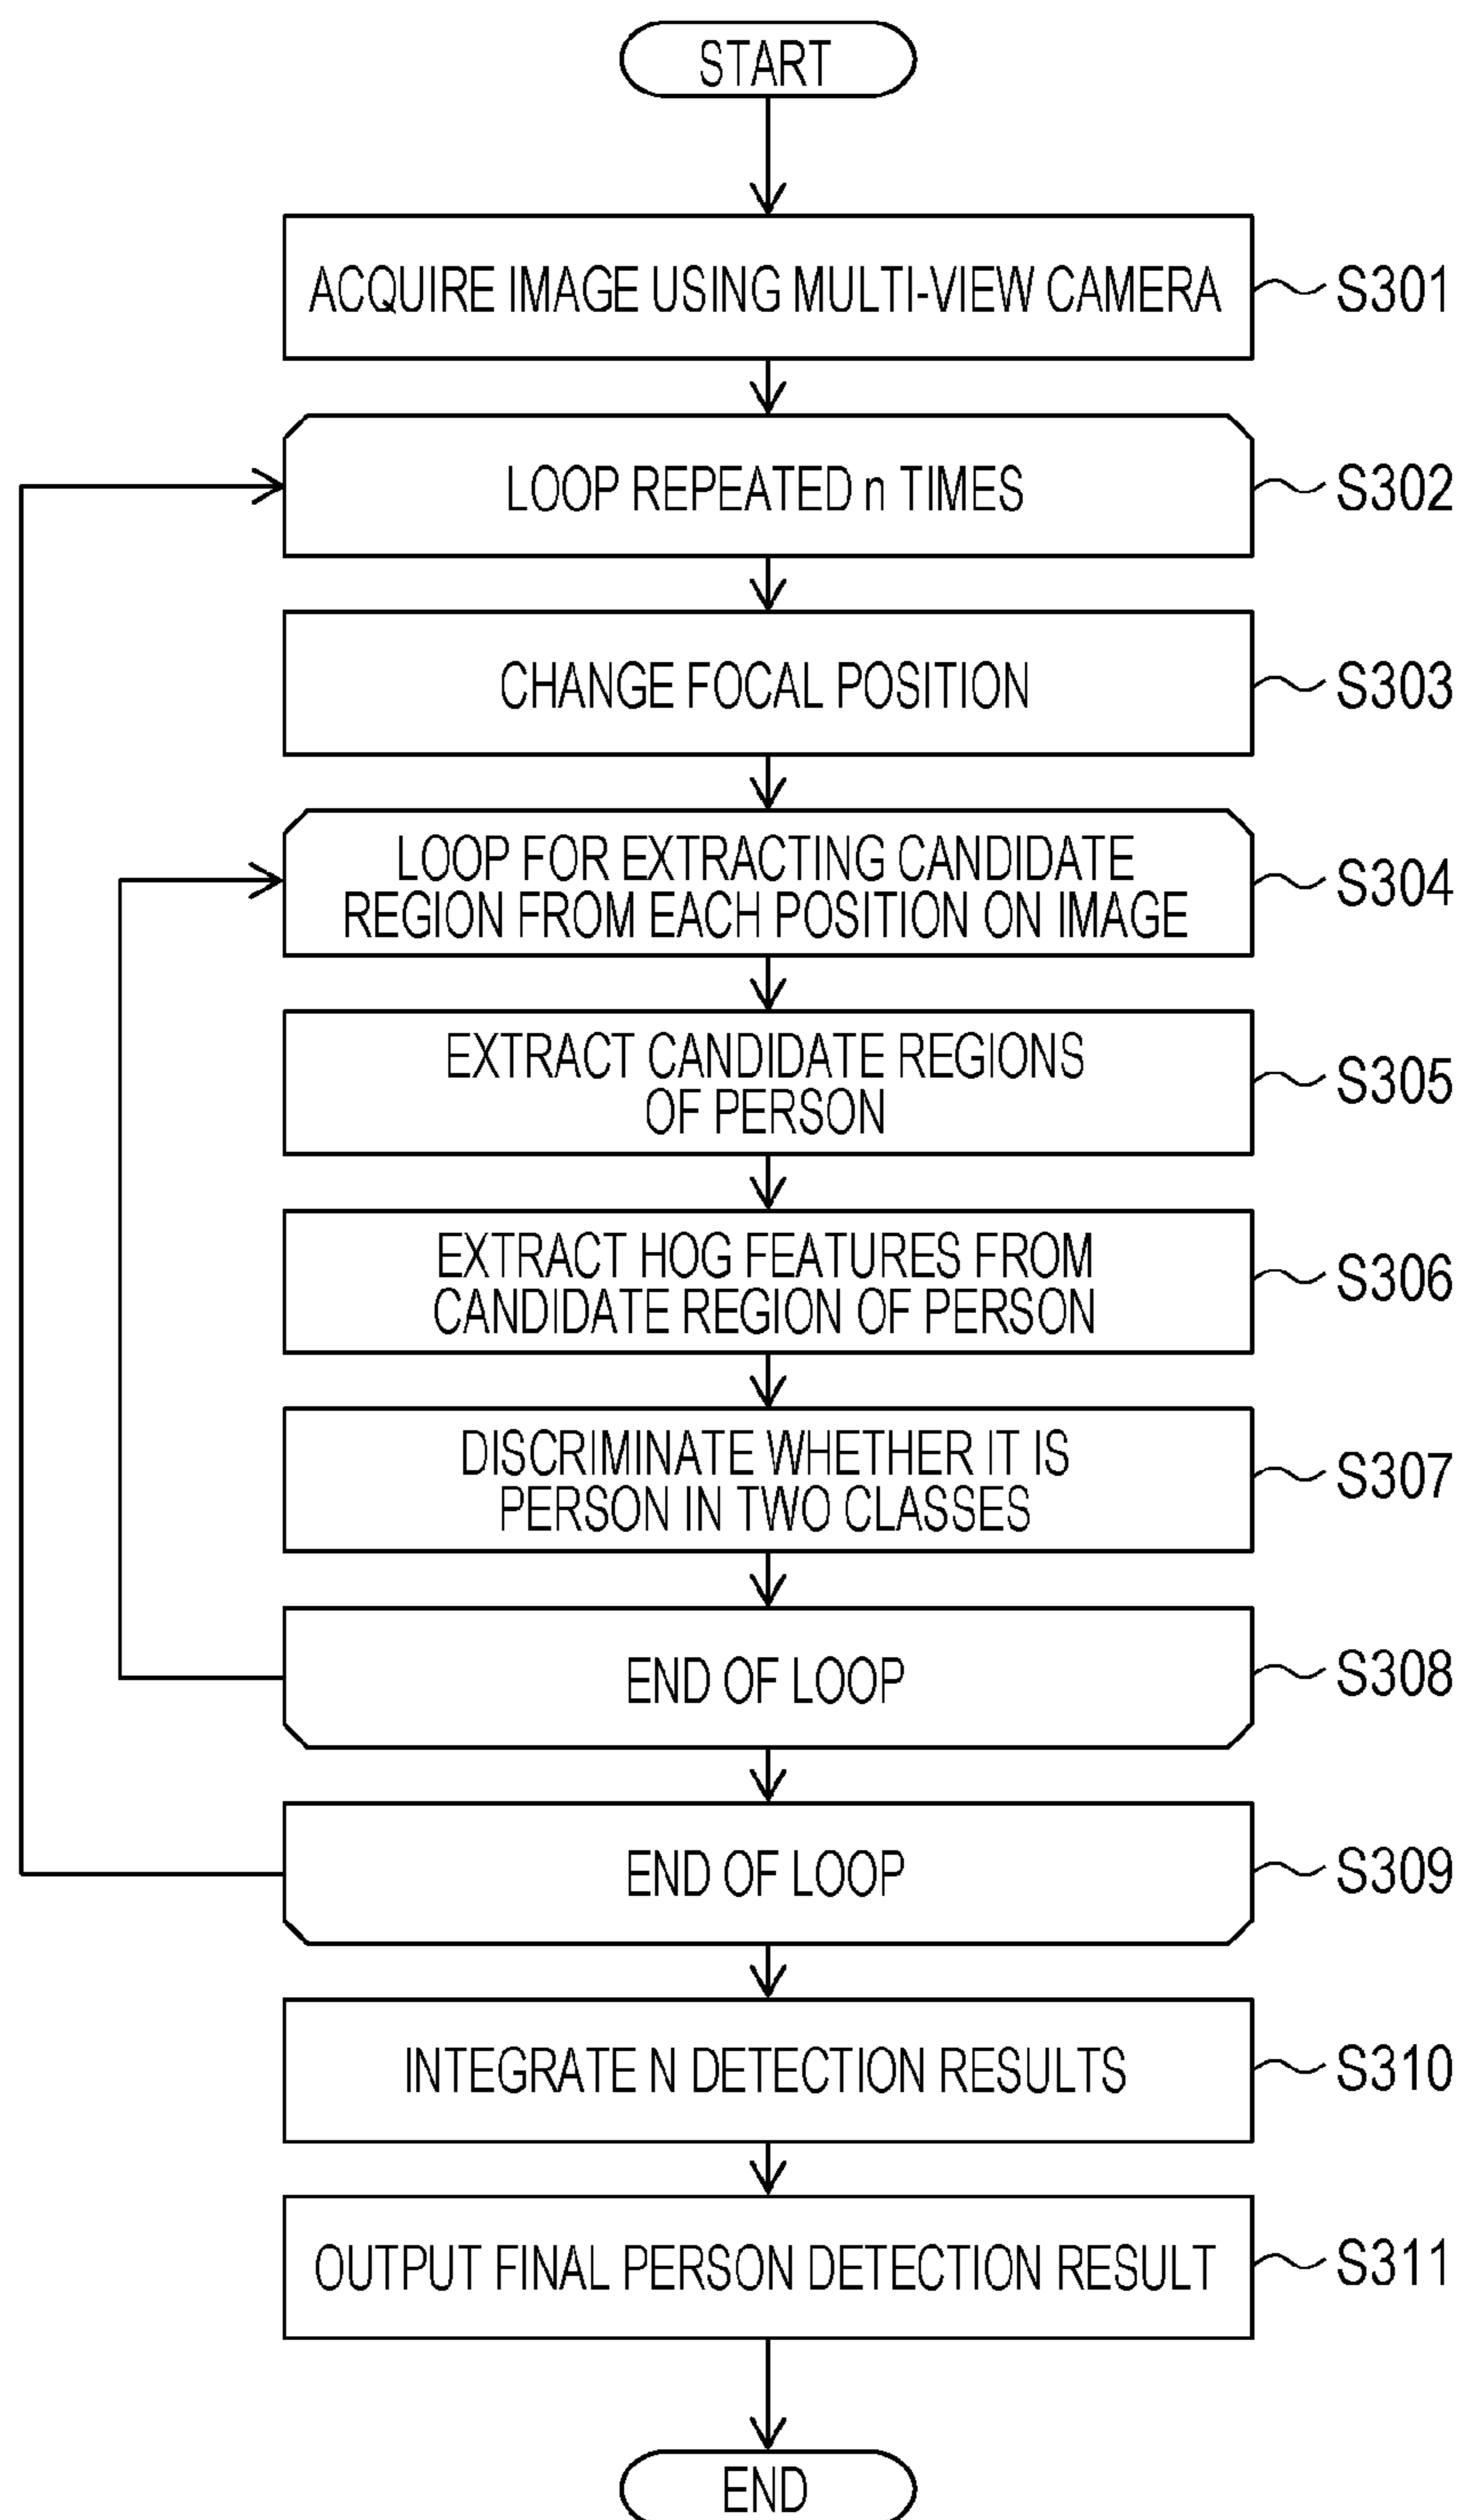 START
ACQUIRE IMAGE USING MULTI-VIEW CAMERA
S301
LOOP REPEATED n TIMES
S302
CHANGE FOCAL POSITION
S303
LOOP FOR EXTRACTING CANDIDATE
REGION FROM EACH POSITION ON IMAGE
S304
EXTRACT CANDIDATE REGIONS
OF PERSON
S305
EXTRACT HOG FEATURES FROM
CANDIDATE REGION OF PERSON
S306
DISCRIMINATE WHETHER IT IS
PERSON IN TWO CLASSES
S307
END OF LOOP
S308
END OF LOOP
S309
INTEGRATE N DETECTION RESULTS
S310
OUTPUT FINAL PERSON DETECTION RESULT
S311
END